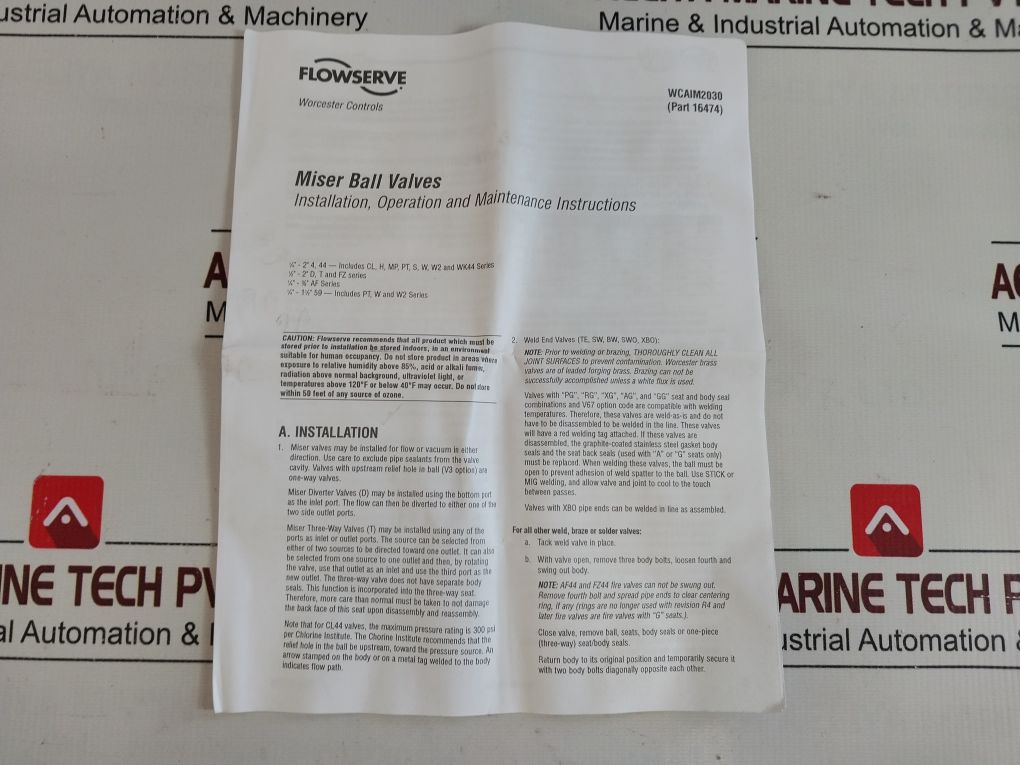 ustrial Automation & Machinery
MARINE TECH PV
Marine & Industrial Automation & Ma
FLOWSERVE
Worcester Controls
WCAIM2030
(Part 16474)
Miser Ball Valves
Installation, Operation and Maintenance Instructions
¼" - 2" 4, 44 — Includes CL, H, MP, PT, S, W, W2 and WK44 Series
½" - 2" D, T and FZ series
¼" - ¾" AF Series
¼" - 1½" 59 — Includes PT, W and W2 Series
CAUTION: Flowserve recommends that all product which must be
stored prior to installation be stored indoors, in an environment
suitable for human occupancy. Do not store product in areas where
exposure to relative humidity above 85%, acid or alkali fumes,
radiation above normal background, ultraviolet light, or
temperatures above 120°F or below 40°F may occur. Do not store
within 50 feet of any source of ozone.
A. INSTALLATION
1. Miser valves may be installed for flow or vacuum in either
direction. Use care to exclude pipe sealants from the valve
cavity. Valves with upstream relief hole in ball (V3 option) are
one-way valves.
Miser Diverter Valves (D) may be installed using the bottom port
as the inlet port. The flow can then be diverted to either one of the
two side outlet ports.
Miser Three-Way Valves (T) may be installed using any of the
ports as inlet or outlet ports. The source can be selected from
either of two sources to be directed toward one outlet. It can also
be selected from one source to one outlet and then, by rotating
the valve, use that outlet as an inlet and use the third port as the
new outlet. The three-way valve does not have separate body
seals. This function is incorporated into the three-way seat.
Therefore, more care than normal must be taken to not damage
the back face of this seat upon disassembly and reassembly.
Note that for CL44 valves, the maximum pressure rating is 300 psi
per Chlorine Institute. The Chorine Institute recommends that the
relief hole in the ball be upstream, toward the pressure source. An
arrow stamped on the body or on a metal tag welded to the body
indicates flow path.
2. Weld End Valves (TE, SW, BW, SWO, XBO):
NOTE: Prior to welding or brazing, THOROUGHLY CLEAN ALL
JOINT SURFACES to prevent contamination. Worcester brass
valves are of leaded forging brass. Brazing can not be
successfully accomplished unless a white flux is used.
Valves with "PG", "RG", "XG", "AG", and "GG" seat and body seal
combinations and V67 option code are compatible with welding
temperatures. Therefore, these valves are weld-as-is and do not
have to be disassembled to be welded in the line. These valves
will have a red welding tag attached. If these valves are
disassembled, the graphite-coated stainless steel gasket body
seals and the seat back seals (used with "A" or "G" seats only)
must be replaced. When welding these valves, the ball must be
open to prevent adhesion of weld spatter to the ball. Use STICK or
MIG welding, and allow valve and joint to cool to the touch
between passes.
Valves with XBO pipe ends can be welded in line as assembled.
For all other weld, braze or solder valves:
a. Tack weld valve in place.
b. With valve open, remove three body bolts, loosen fourth and
swing out body.
NOTE: AF44 and FZ44 fire valves can not be swung out.
Remove fourth bolt and spread pipe ends to clear centering
ring, if any (rings are no longer used with revision R4 and
later fire valves are fire valves with "G" seats.).
Close valve, remove ball, seats, body seals or one-piece
(three-way) seat/body seals.
Return body to its original position and temporarily secure it
with two body bolts diagonally opposite each other.
A
M
A
M
INE TECH PV
al Automation &
ARINE TECH P
ustrial Automation &